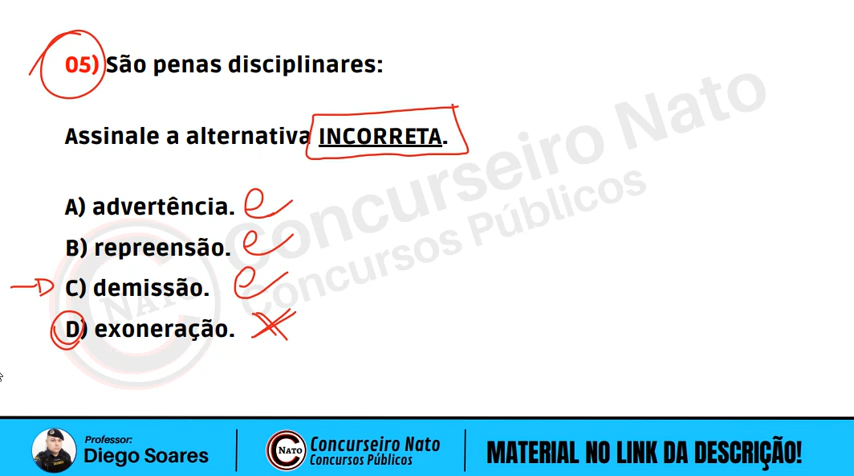 05) São penas disciplinares:
Assinale a alternativa INCORRETA.
A) advertência. e
B) repreensão. e
C) demissão. e
D) exoneração. X
Concurseiro Nato
Concursos Públicos
NATO
Professor:
Diego Soares
NATO
Concurseiro Nato
Concursos Públicos
MATERIAL NO LINK DA DESCRIÇÃO!